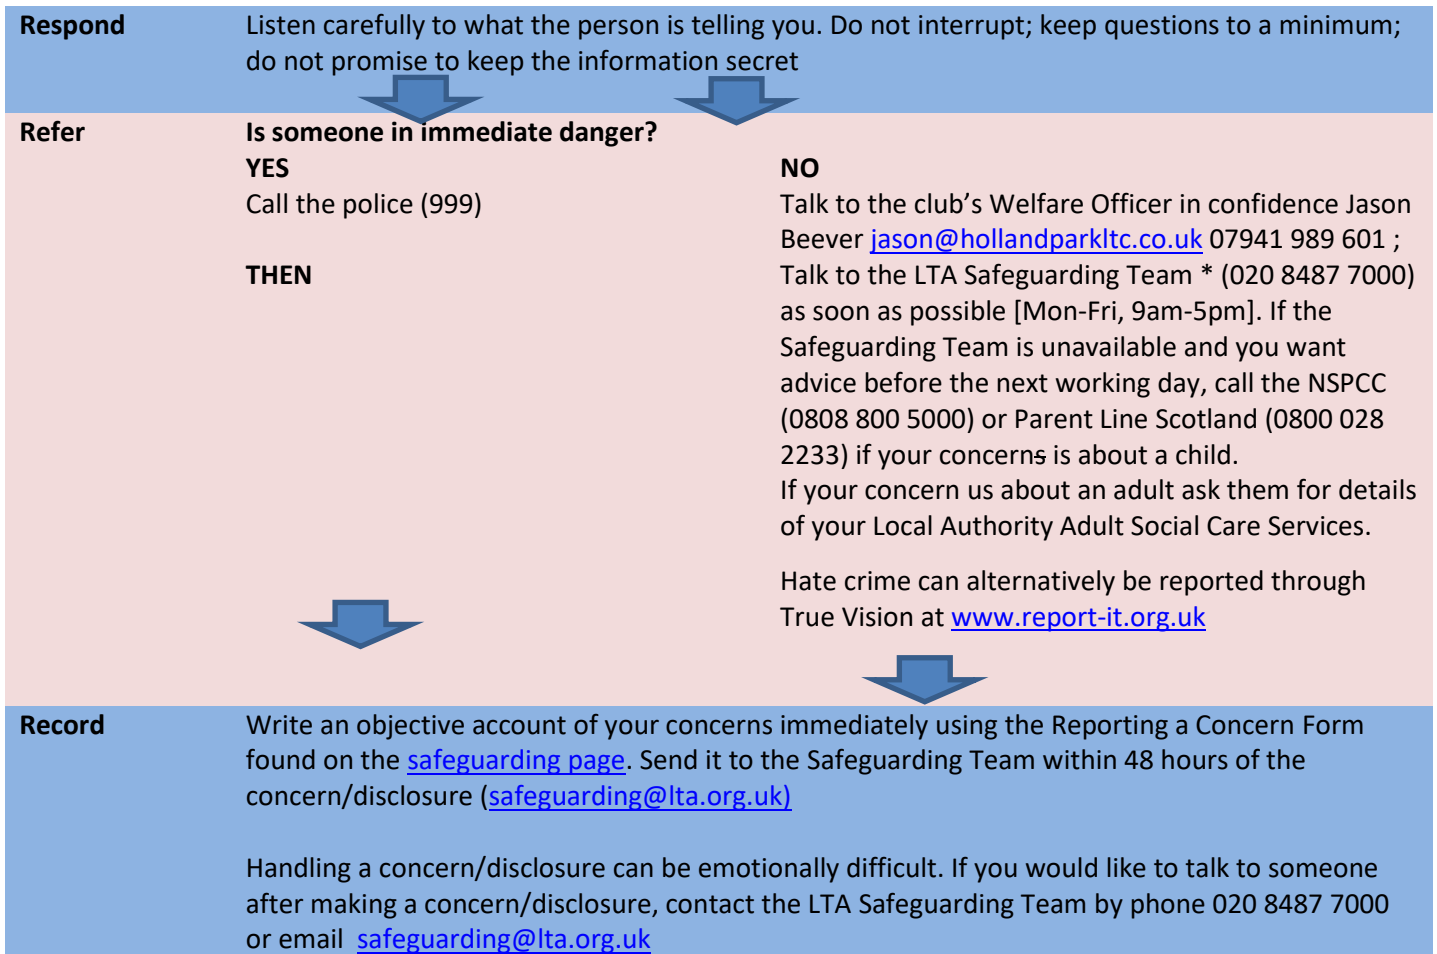 Respond
Listen carefully to what the person is telling you. Do not interrupt; keep questions to a minimum;
do not promise to keep the information secret
Refer
Is someone in immediate danger?
YES
Call the police (999)
THEN
NO
Talk to the club’s Welfare Officer in confidence Jason
Beever jason@hollandparkltc.co.uk 07941 989 601 ;
Talk to the LTA Safeguarding Team * (020 8487 7000)
as soon as possible [Mon-Fri, 9am-5pm]. If the
Safeguarding Team is unavailable and you want
advice before the next working day, call the NSPCC
(0808 800 5000) or Parent Line Scotland (0800 028
2233) if your concerns is about a child.
If your concern us about an adult ask them for details
of your Local Authority Adult Social Care Services.
Hate crime can alternatively be reported through
True Vision at www.report-it.org.uk
Record
Write an objective account of your concerns immediately using the Reporting a Concern Form
found on the safeguarding page. Send it to the Safeguarding Team within 48 hours of the
concern/disclosure (safeguarding@lta.org.uk)
Handling a concern/disclosure can be emotionally difficult. If you would like to talk to someone
after making a concern/disclosure, contact the LTA Safeguarding Team by phone 020 8487 7000
or email safeguarding@lta.org.uk